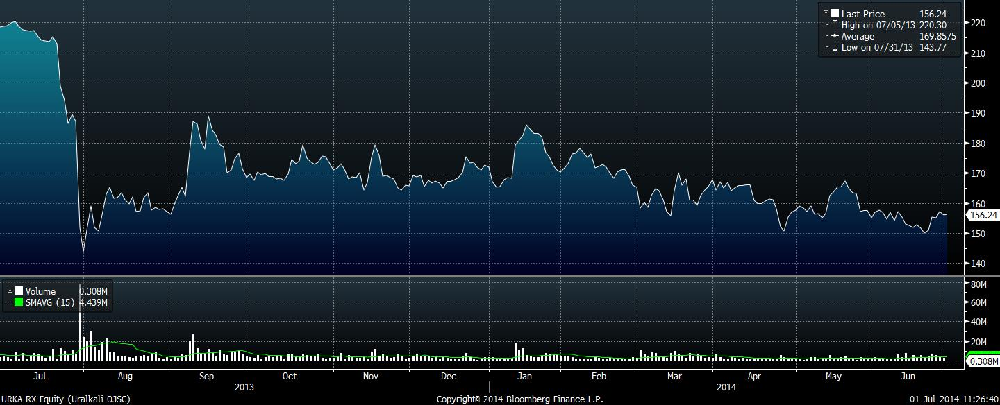 Last Price 156.24
High on 07/05/13 220.30
Average 169.8575
Low on 07/31/13 143.77
220
210
200
190
180
170
160
156.24
150
140
Volume 0.308M
SMAVG (15) 4.439M
80M
60M
40M
20M
0.308M
Jul Aug Sep Oct Nov Dec Jan Feb Mar Apr May Jun
2013 2014
URKA RX Equity (Uralkali OJSC) Copyright© 2014 Bloomberg Finance L.P. 01-Jul-2014 11:26:40